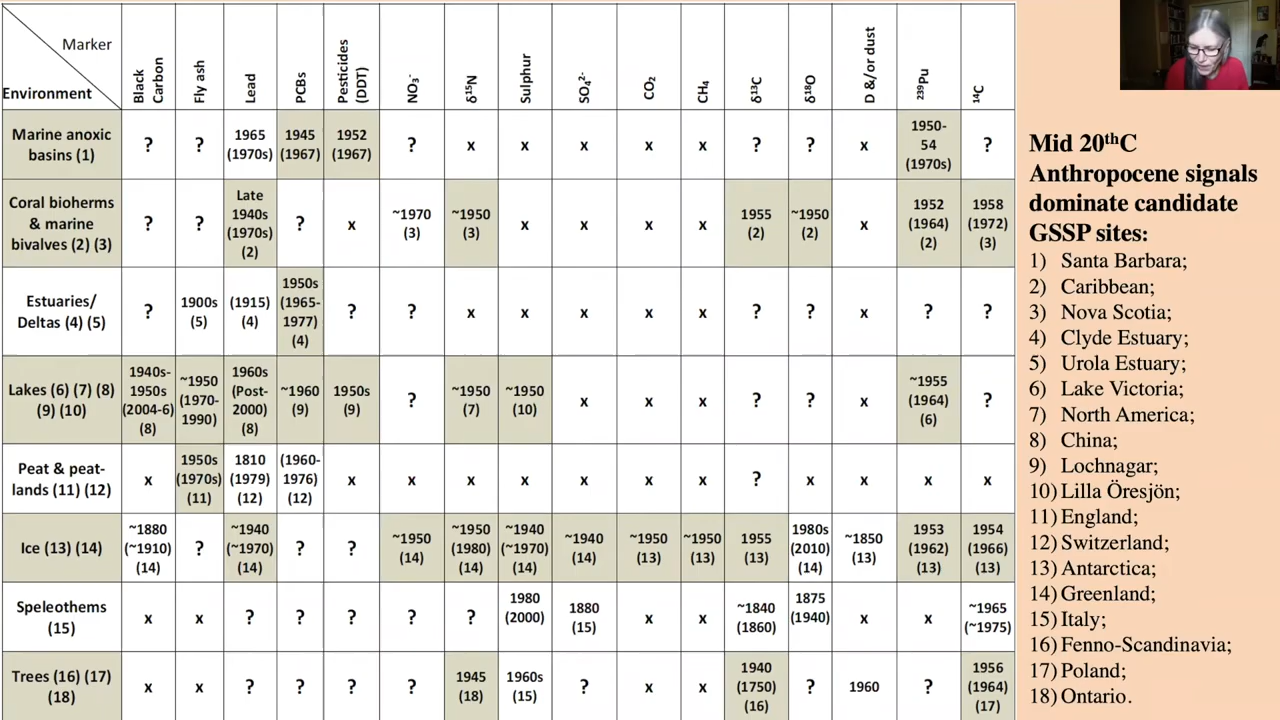 Marker
Environment
Black Carbon
Fly ash
Lead
PCBs
Pesticides (DDT)
NO₃⁻
δ¹⁵N
Sulphur
SO₄²⁻
CO₂
CH₄
δ¹³C
δ¹⁸O
D &/or dust
²³⁹Pu
¹⁴C
Marine anoxic basins (1) ? ? 1965 (1970s) 1945 (1967) 1952 (1967) ? x x x x x ? ? x 1950-54 (1970s) ?
Coral bioherms & marine bivalves (2) (3) ? ? Late 1940s (1970s) (2) ? x ~1970 (3) ~1950 (3) x x x x 1955 (2) ~1950 (2) x 1952 (1964) (2) 1958 (1972) (3)
Estuaries/ Deltas (4) (5) ? 1900s (5) (1915) (4) 1950s (1965-1977) (4) ? ? x x x x x ? ? x ? ?
Lakes (6) (7) (8) (9) (10) 1940s-1950s (2004-6) (8) ~1950 (1970-1990) 1960s (Post-2000) (8) ~1960 (9) 1950s (9) ? ~1950 (7) ~1950 (10) x x x ? ? x ~1955 (1964) (6) ?
Peat & peat-lands (11) (12) x 1950s (1970s) (11) 1810 (1979) (12) (1960-1976) (12) x x x x x x x ? x x x x
Ice (13) (14) ~1880 (~1910) (14) ? ~1940 (~1970) (14) ? ? ~1950 (14) ~1950 (1980) (14) ~1940 (~1970) (14) ~1940 (14) ~1950 (13) ~1950 (13) 1955 (13) 1980s (2010) (14) ~1850 (13) 1953 (1962) (13) 1954 (1966) (13)
Speleothems (15) x x ? ? ? ? ? 1980 (2000) 1880 (15) x x ~1840 (1860) 1875 (1940) x x ~1965 (~1975)
Trees (16) (17) (18) x x ? ? ? ? 1945 (18) 1960s (15) ? x x 1940 (1750) (16) ? 1960 ? 1956 (1964) (17)
Mid 20thC
Anthropocene signals
dominate candidate
GSSP sites:
1) Santa Barbara;
2) Caribbean;
3) Nova Scotia;
4) Clyde Estuary;
5) Urola Estuary;
6) Lake Victoria;
7) North America;
8) China;
9) Lochnagar;
10) Lilla Öresjön;
11) England;
12) Switzerland;
13) Antarctica;
14) Greenland;
15) Italy;
16) Fenno-Scandinavia;
17) Poland;
18) Ontario.